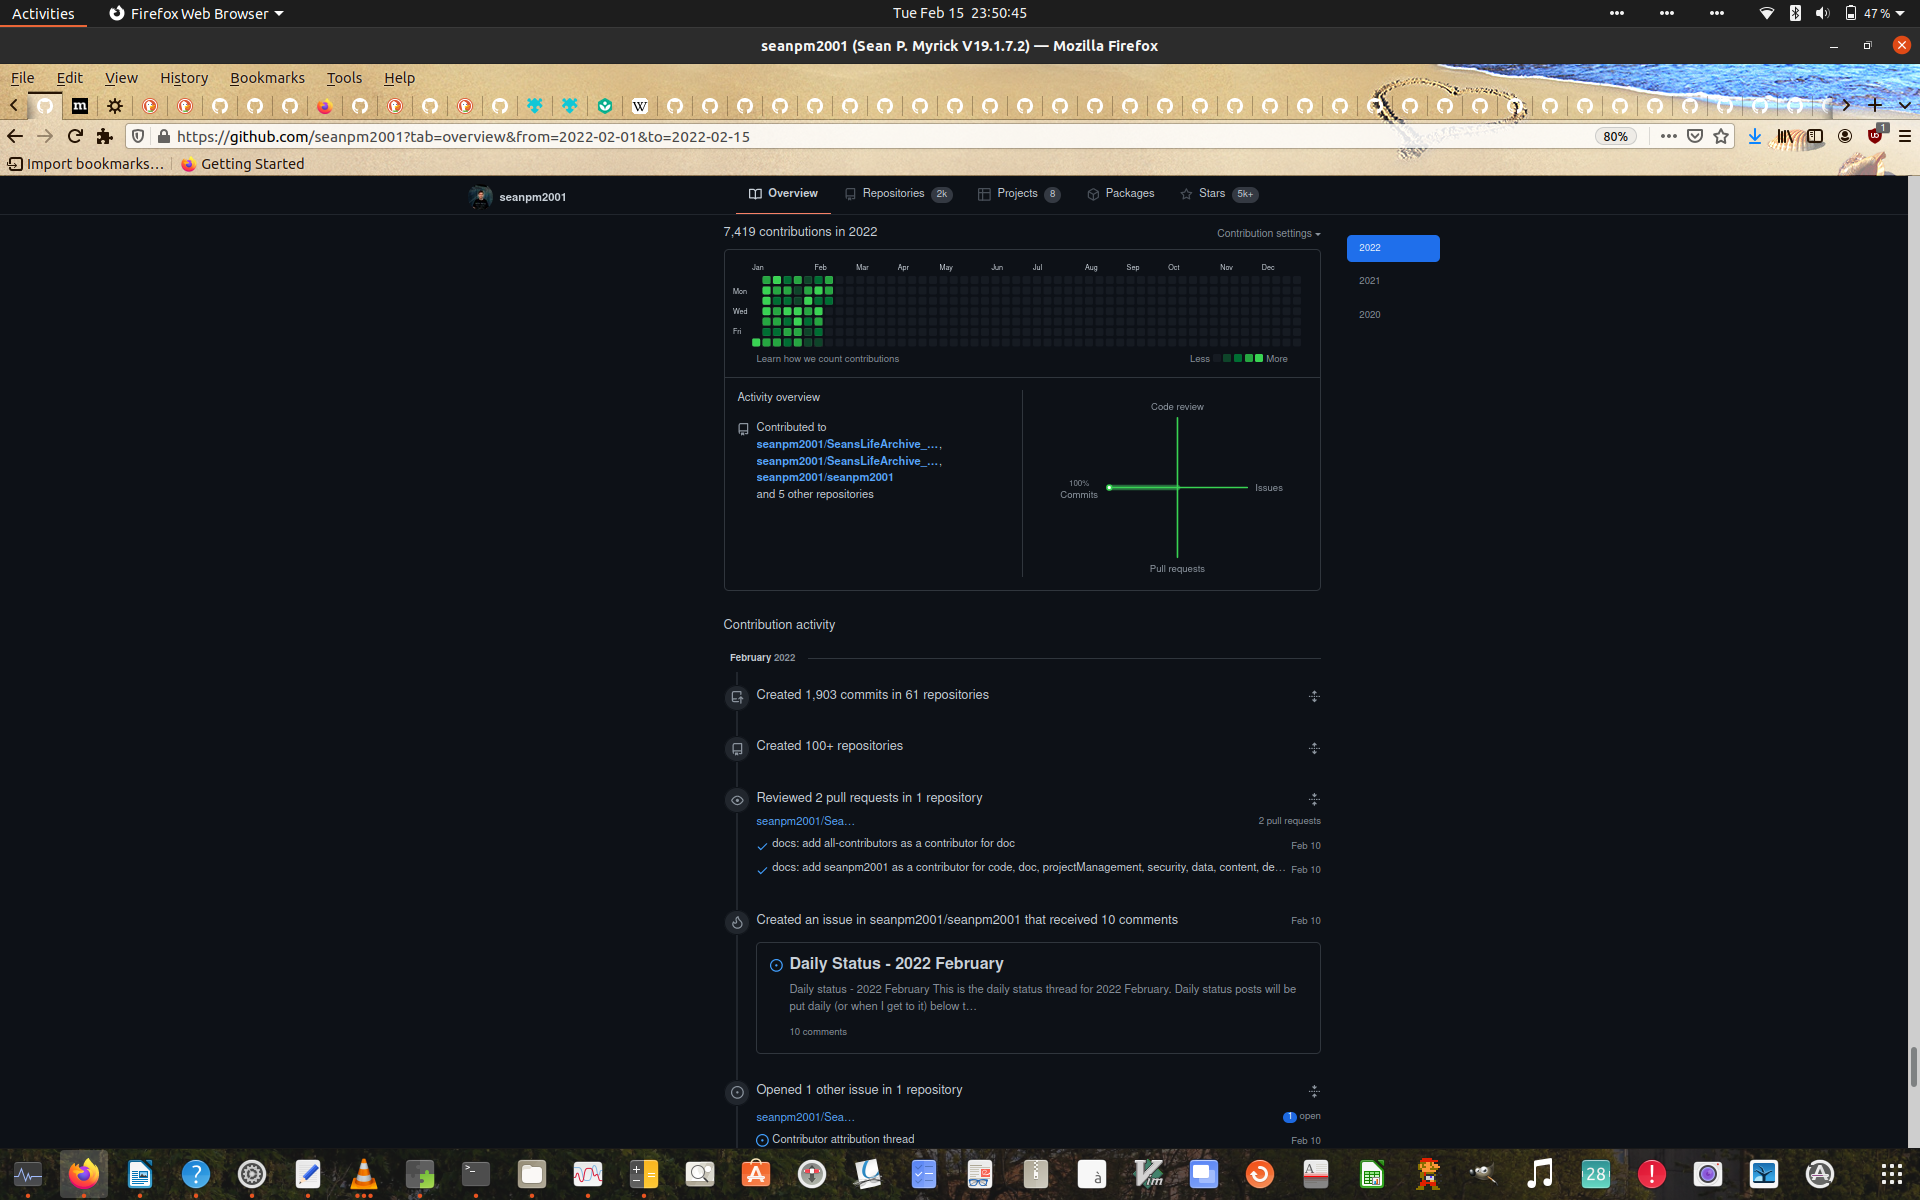 Activities
Firefox Web Browser
Tue Feb 15 23:50:45
47 %
seanpm2001 (Sean P. Myrick V19.1.7.2) — Mozilla Firefox
File Edit View History Bookmarks Tools Help
https://github.com/seanpm2001?tab=overview&from=2022-02-01&to=2022-02-15
80%
1
Import bookmarks…
Getting Started
seanpm2001
Overview
Repositories 2k
Projects 8
Packages
Stars 5k+
7,419 contributions in 2022
Contribution settings
2022
2021
2020
Jan Feb Mar Apr May Jun Jul Aug Sep Oct Nov Dec
Mon
Wed
Fri
Learn how we count contributions
Less More
Activity overview
Contributed to
seanpm2001/SeansLifeArchive_…,
seanpm2001/SeansLifeArchive_…,
seanpm2001/seanpm2001
and 5 other repositories
Code review
100%
Commits
Issues
Pull requests
Contribution activity
February 2022
Created 1,903 commits in 61 repositories
Created 100+ repositories
Reviewed 2 pull requests in 1 repository
seanpm2001/Sea…
2 pull requests
docs: add all-contributors as a contributor for doc
Feb 10
docs: add seanpm2001 as a contributor for code, doc, projectManagement, security, data, content, de…
Feb 10
Created an issue in seanpm2001/seanpm2001 that received 10 comments
Feb 10
Daily Status - 2022 February
Daily status - 2022 February This is the daily status thread for 2022 February. Daily status posts will be
put daily (or when I get to it) below t…
10 comments
Opened 1 other issue in 1 repository
seanpm2001/Sea…
1 open
Contributor attribution thread
Feb 10
28